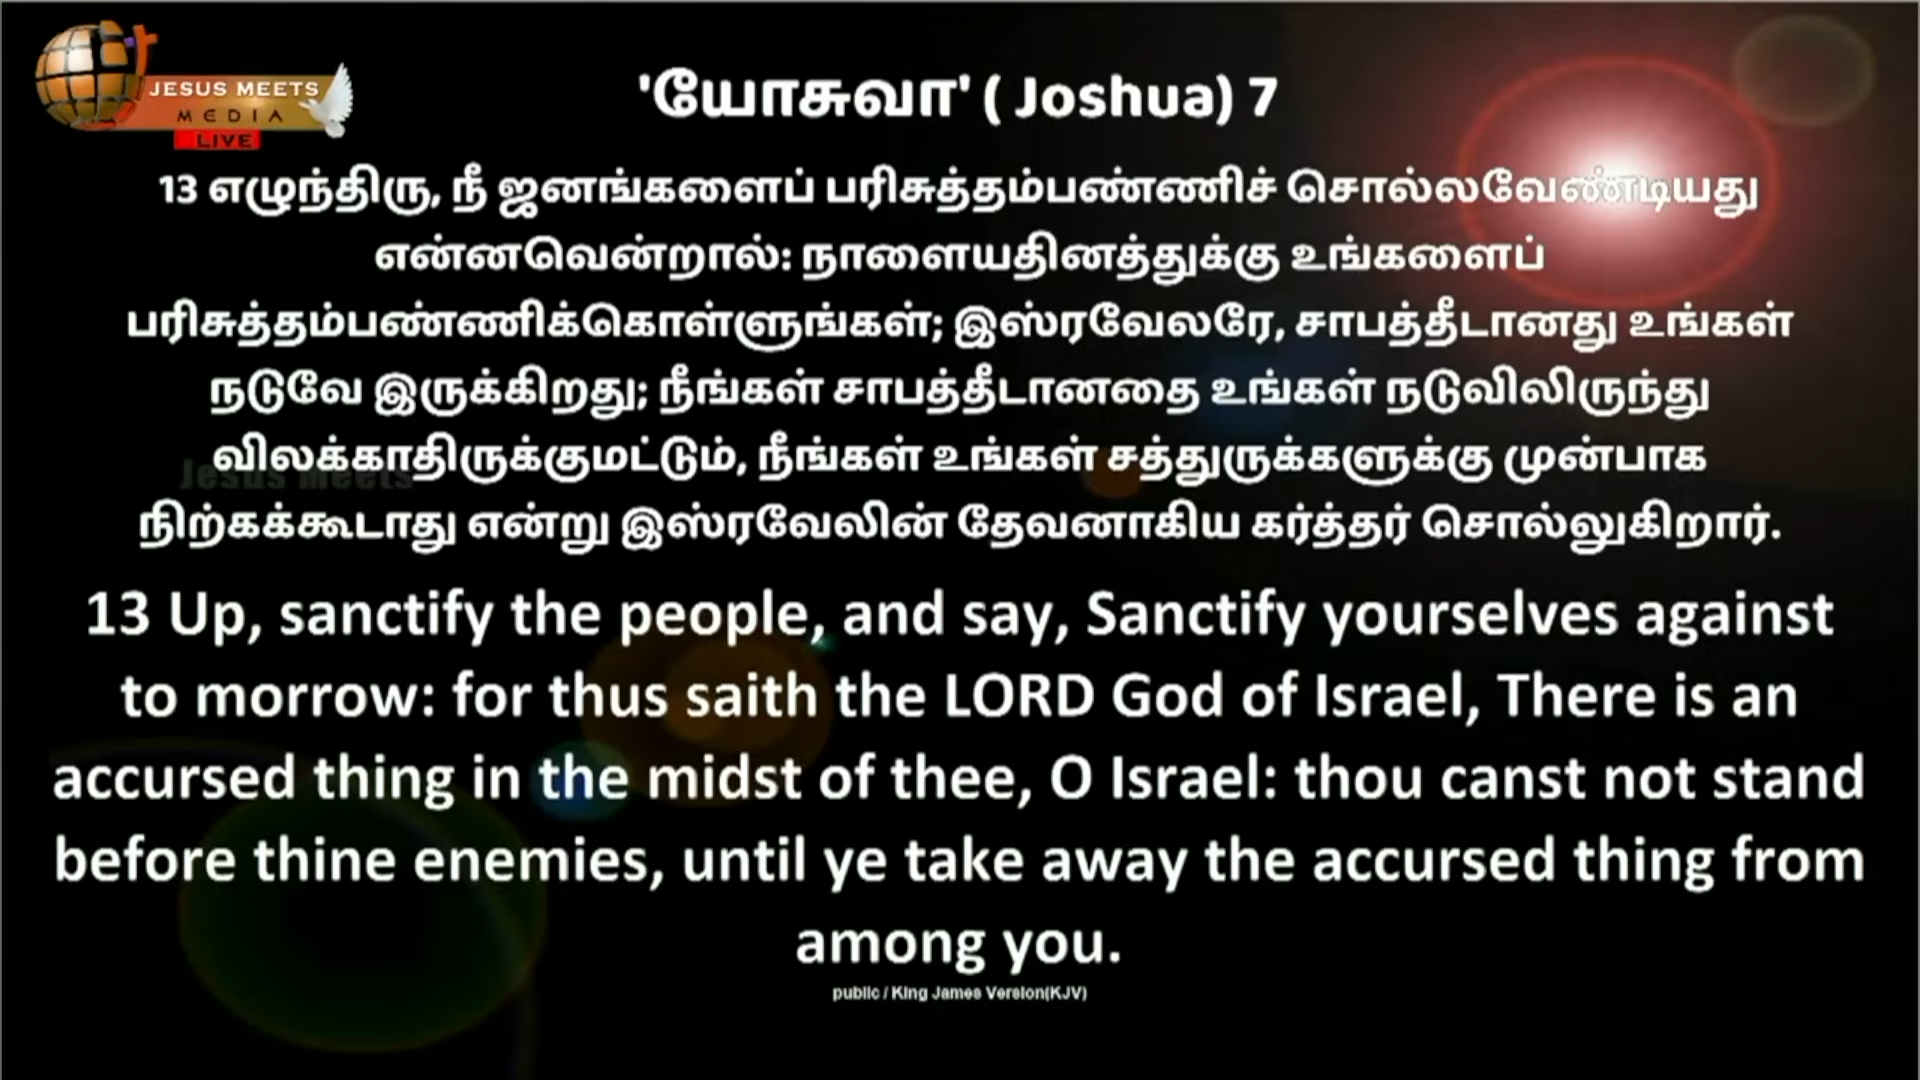 JESUS MEETS
MEDIA
LIVE
'யோசுவா' ( Joshua) 7
13 எழுந்திரு, நீ ஜனங்களைப் பரிசுத்தம்பண்ணிச் சொல்லவேண்டியது
என்னவென்றால்: நாளையதினத்துக்கு உங்களைப்
பரிசுத்தம்பண்ணிக்கொள்ளுங்கள்; இஸ்ரவேலரே, சாபத்தீடானது உங்கள்
நடுவே இருக்கிறது; நீங்கள் சாபத்தீடானதை உங்கள் நடுவிலிருந்து
விலக்காதிருக்குமட்டும், நீங்கள் உங்கள் சத்துருக்களுக்கு முன்பாக
Jesus Meets
நிற்கக்கூடாது என்று இஸ்ரவேலின் தேவனாகிய கர்த்தர் சொல்லுகிறார்.
13 Up, sanctify the people, and say, Sanctify yourselves against
to morrow: for thus saith the LORD God of Israel, There is an
accursed thing in the midst of thee, O Israel: thou canst not stand
before thine enemies, until ye take away the accursed thing from
among you.
public / King James Version(KJV)